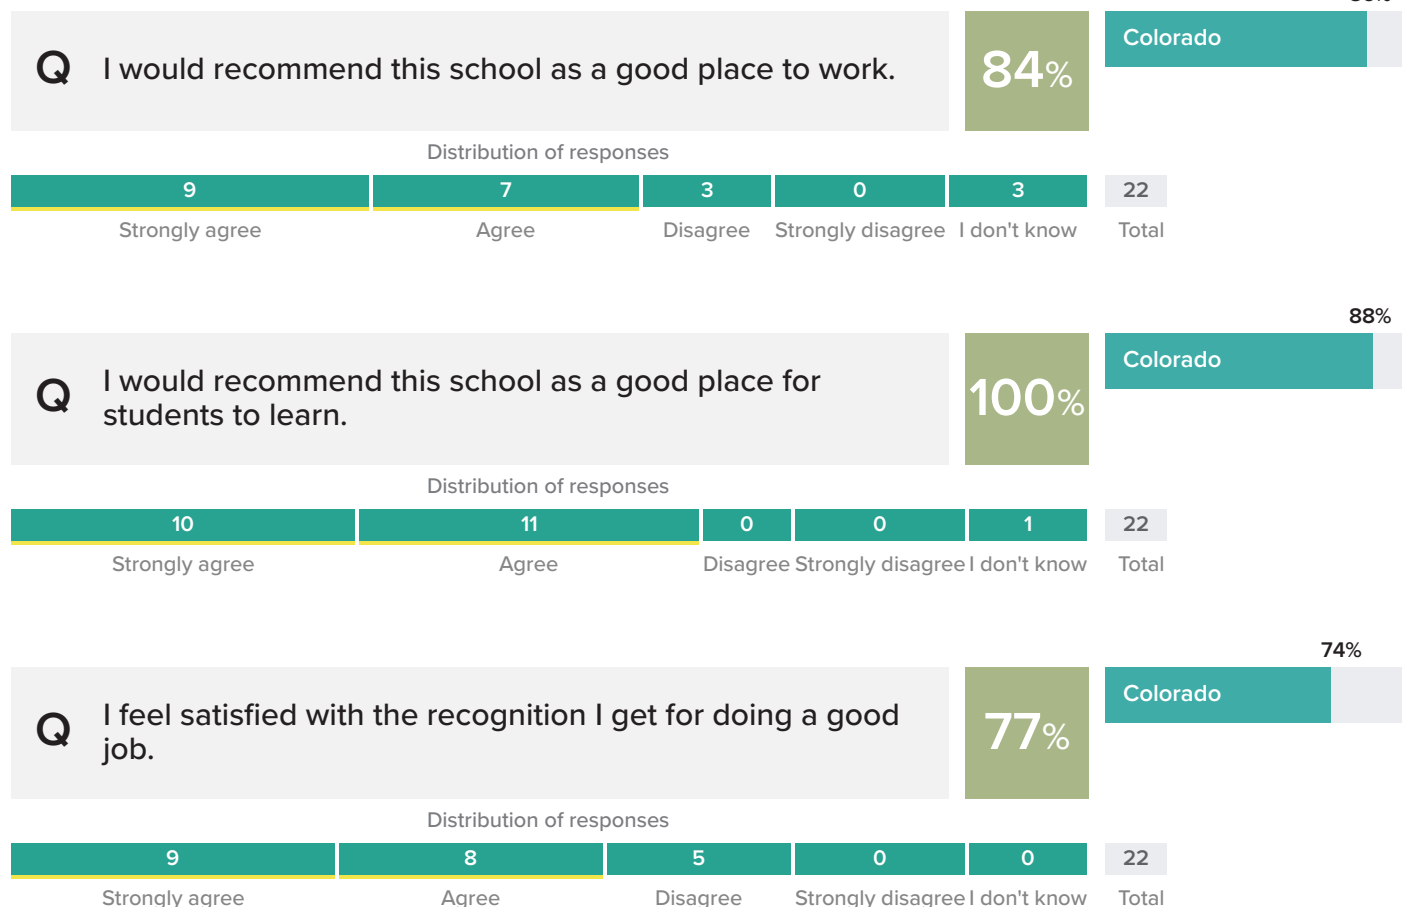 Q I would recommend this school as a good place to work.
84%
Colorado
Distribution of responses
9 7 3 0 3 22
Strongly agree Agree Disagree Strongly disagree I don't know Total
88%
Q I would recommend this school as a good place for
students to learn.
100%
Colorado
Distribution of responses
10 11 0 0 1 22
Strongly agree Agree Disagree Strongly disagree I don't know Total
74%
Q I feel satisfied with the recognition I get for doing a good
job.
77%
Colorado
Distribution of responses
9 8 5 0 0 22
Strongly agree Agree Disagree Strongly disagree I don't know Total